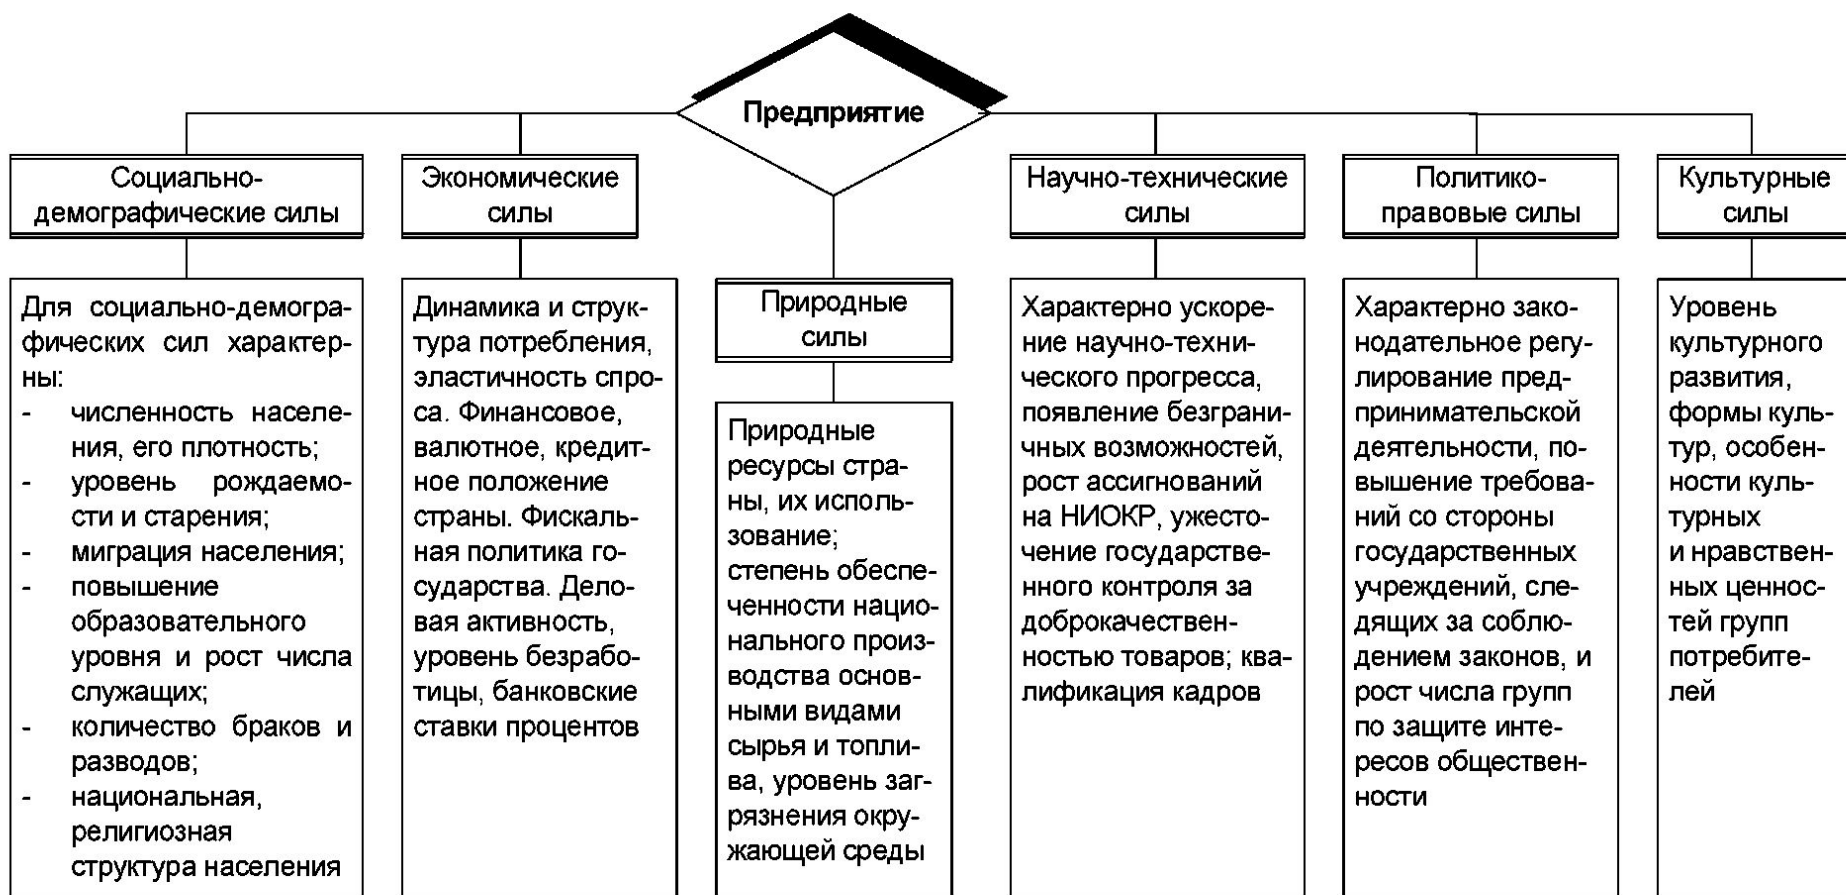 Предприятие
Социально-
демографические силы
Для социально-демогра-
фических сил характер-
ны:
- численность населе-
ния, его плотность;
- уровень рождаемо-
сти и старения;
- миграция населения;
- повышение
образовательного
уровня и рост числа
служащих;
- количество браков и
разводов;
- национальная,
религиозная
структура населения
Экономические
силы
Динамика и струк-
тура потребления,
эластичность спро-
са. Финансовое,
валютное, кредит-
ное положение
страны. Фискаль-
ная политика го-
сударства. Дело-
вая активность,
уровень безрабо-
тицы, банковские
ставки процентов
Природные
силы
Природные
ресурсы стра-
ны, их исполь-
зование;
степень обеспе-
ченности нацио-
нального произ-
водства основ-
ными видами
сырья и топли-
ва, уровень заг-
рязнения окру-
жающей среды
Научно-технические
силы
Характерно ускоре-
ние научно-техни-
ческого прогресса,
появление безграни-
чных возможностей,
рост ассигнований
на НИОКР, ужесто-
чение государстве-
нного контроля за
доброкачествен-
ностью товаров; ква-
лификация кадров
Политико-
правовые силы
Характерно зако-
нодательное регу-
лирование пред-
принимательской
деятельности, по-
вышение требова-
ний со стороны
государственных
учреждений, сле-
дящих за соблю-
дением законов, и
рост числа групп
по защите инте-
ресов обществен-
ности
Культурные
силы
Уровень
культурного
развития,
формы куль-
тур, особен-
ности куль-
турных
и нравствен-
ных ценнос-
тей групп
потребите-
лей